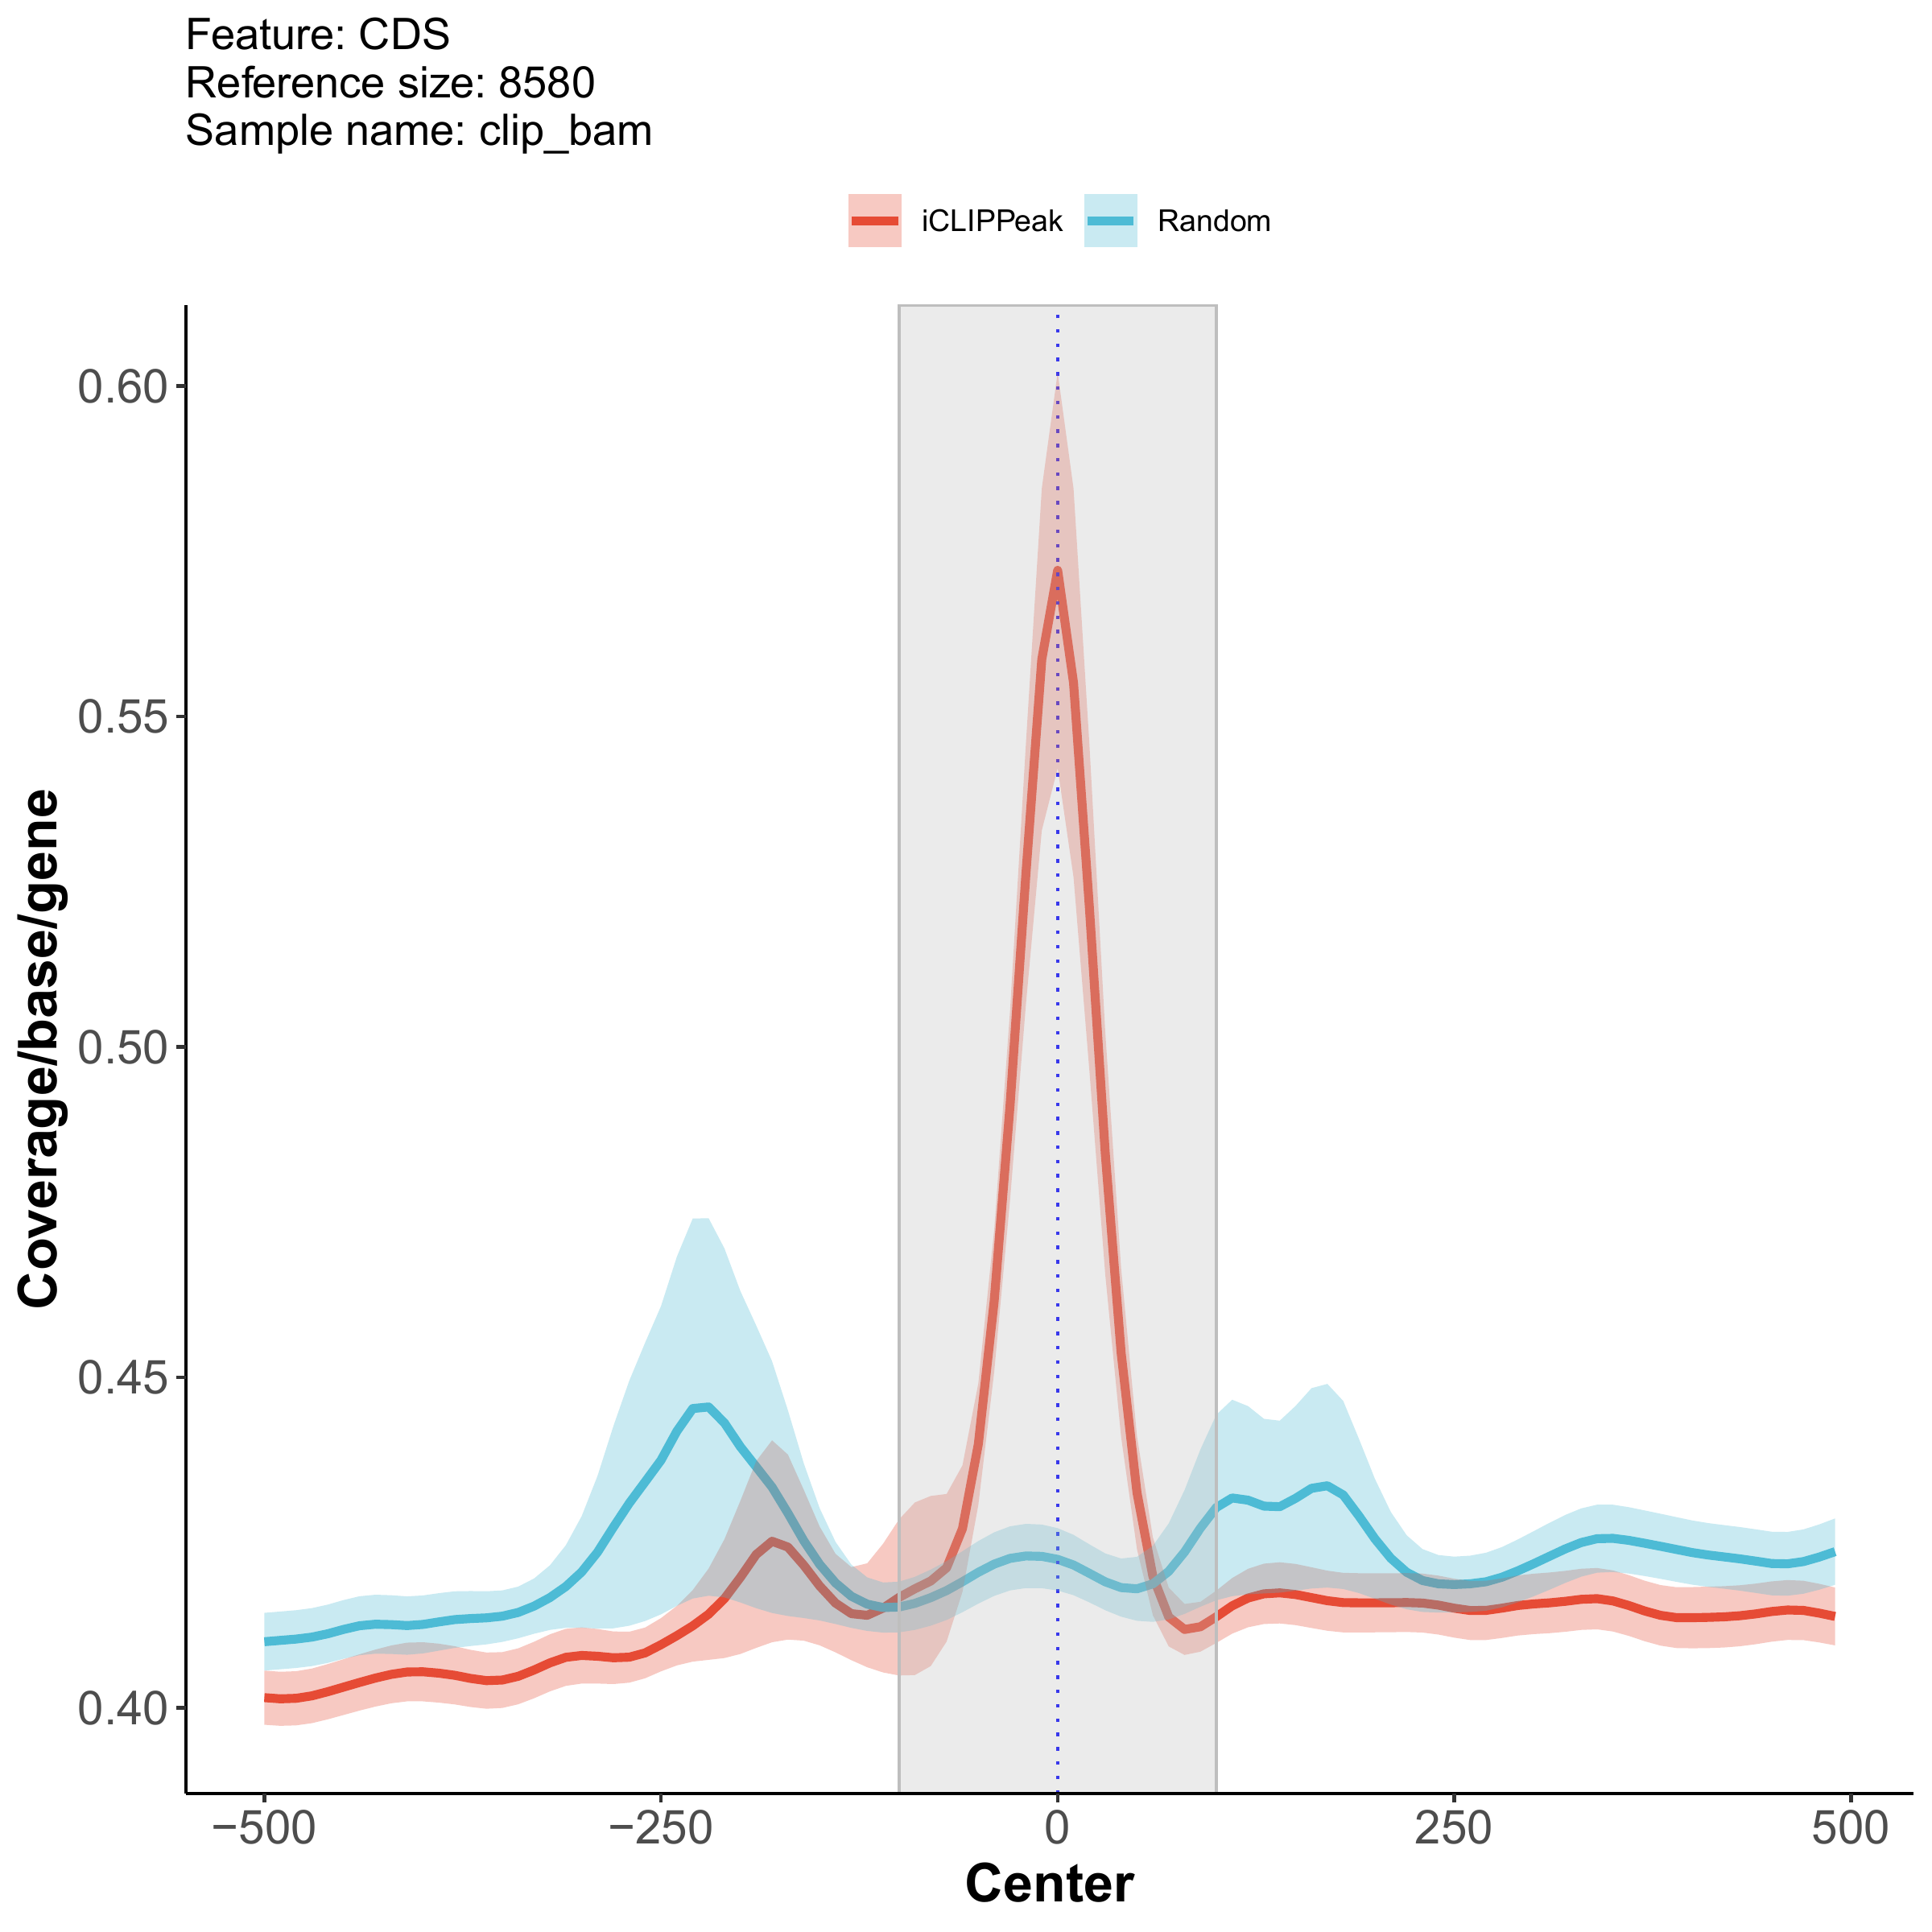 Feature: CDS
Reference size: 8580
Sample name: clip_bam
iCLIPPeak Random
0.60
0.55
0.50
0.45
0.40
Coverage/base/gene
−500 −250 0 250 500
Center